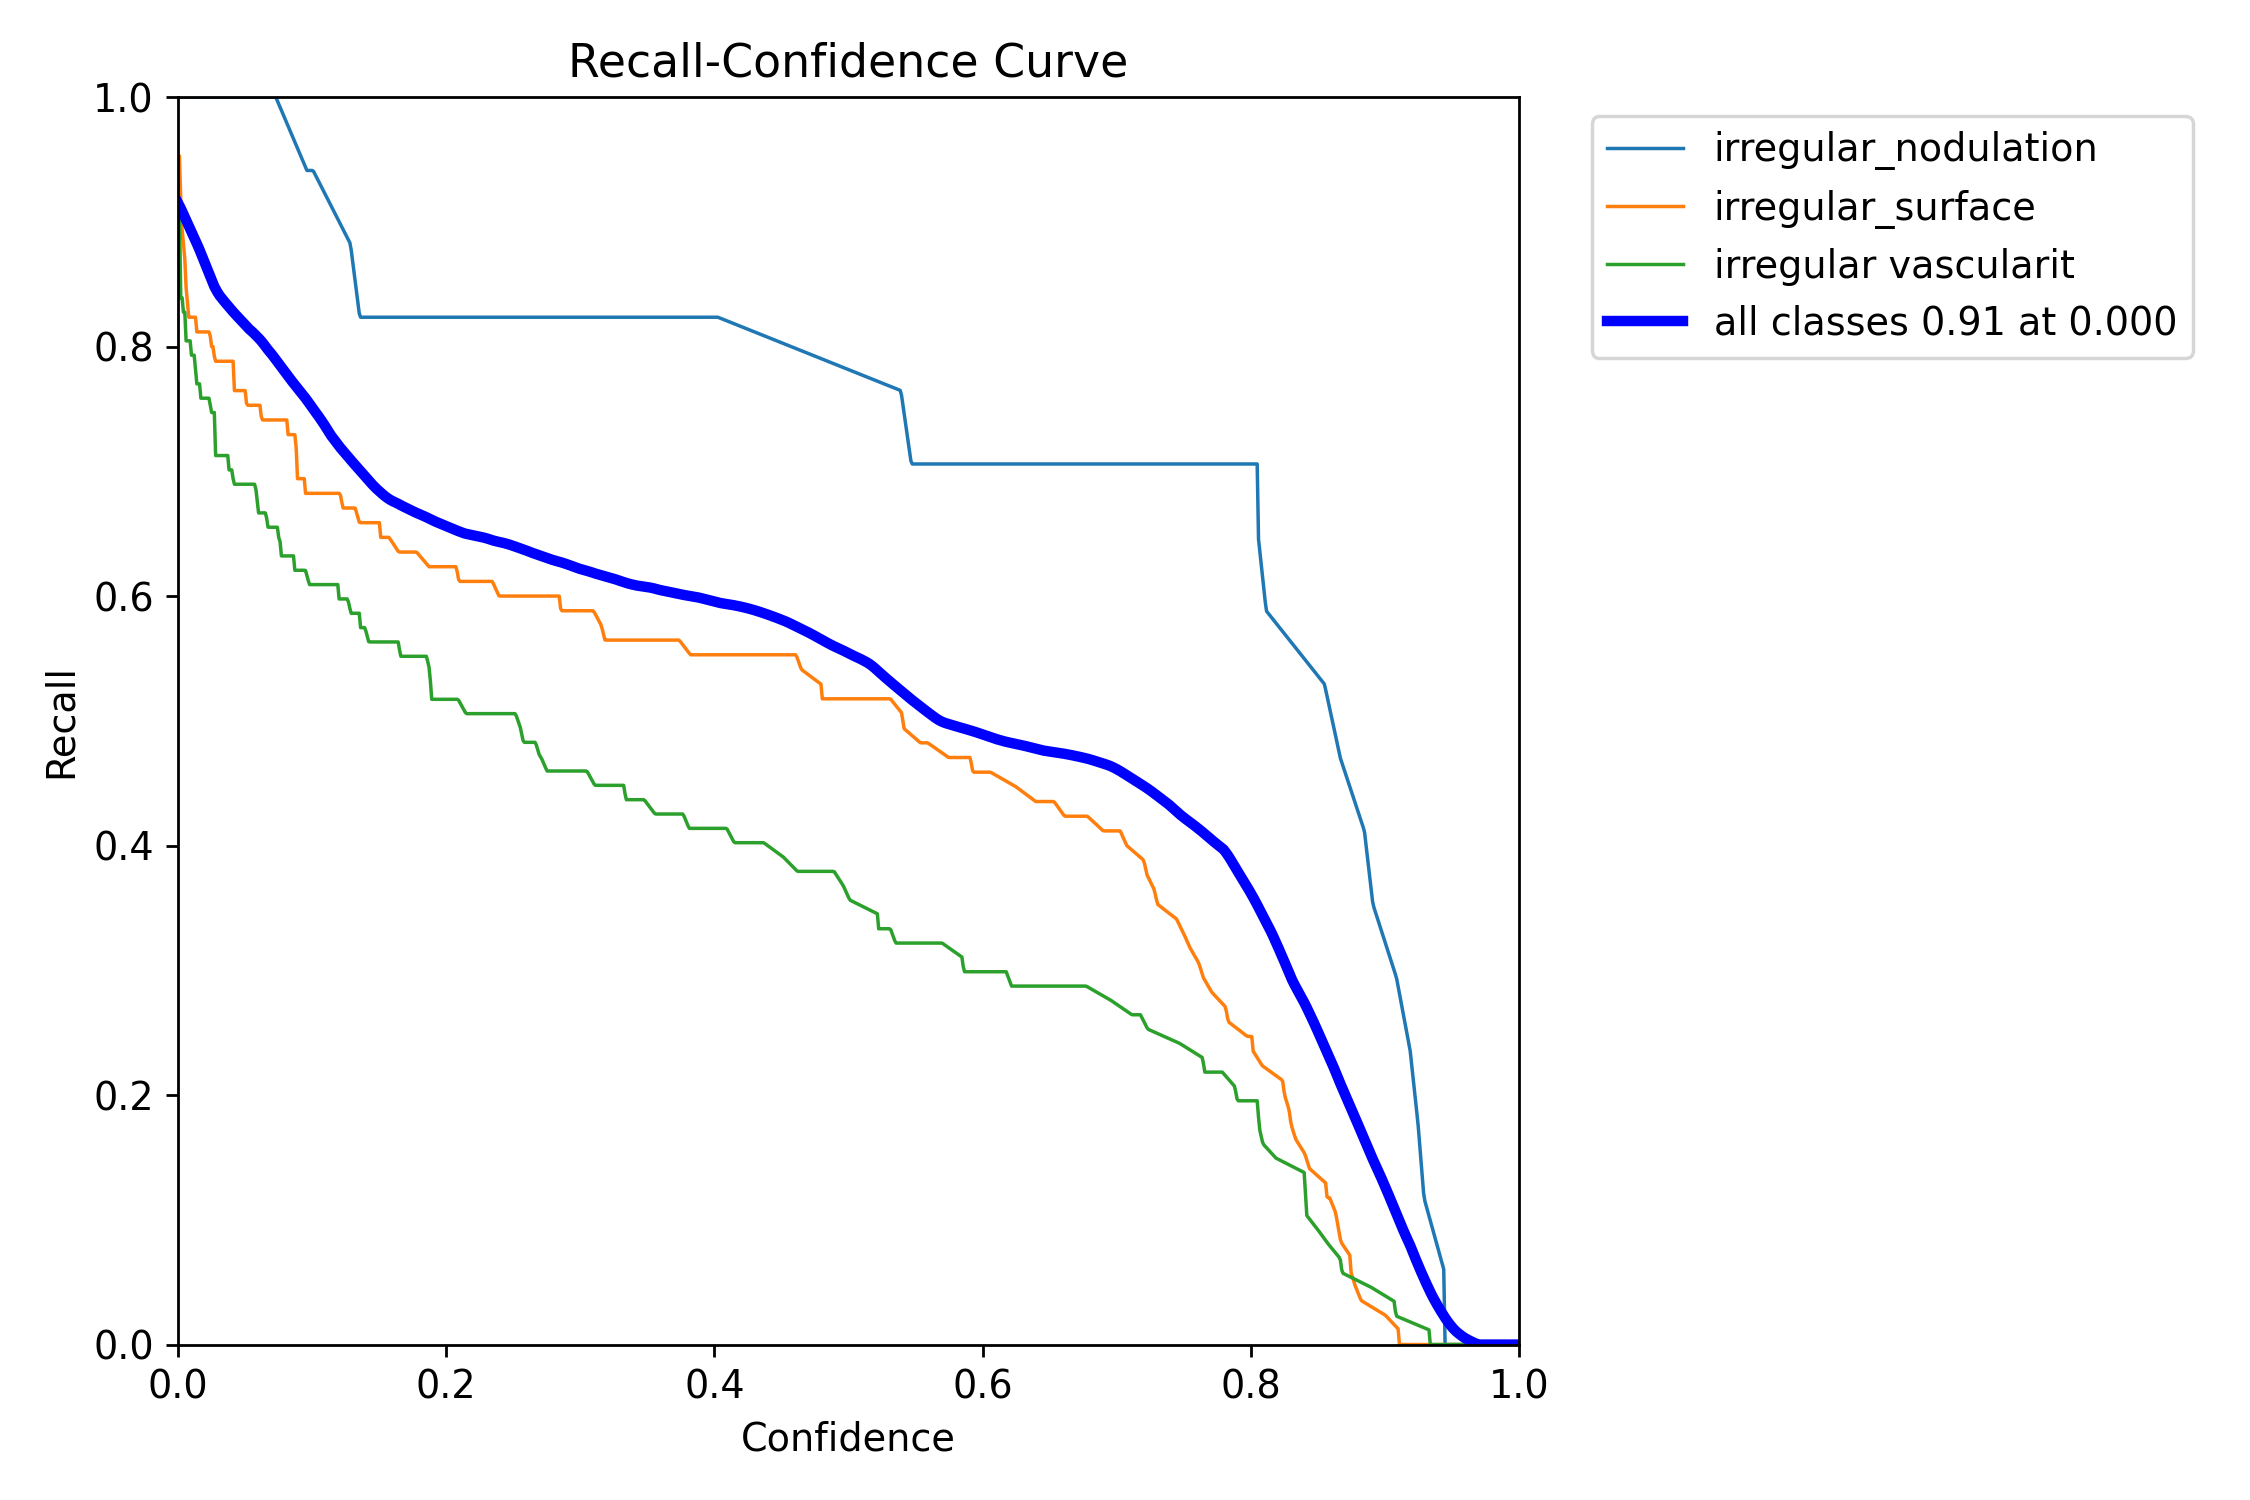 Recall-Confidence Curve
1.0
0.8
0.6
0.4
0.2
0.0
Recall
0.0
0.2
0.4
0.6
0.8
1.0
Confidence
irregular_nodulation
irregular_surface
irregular vascularit
all classes 0.91 at 0.000